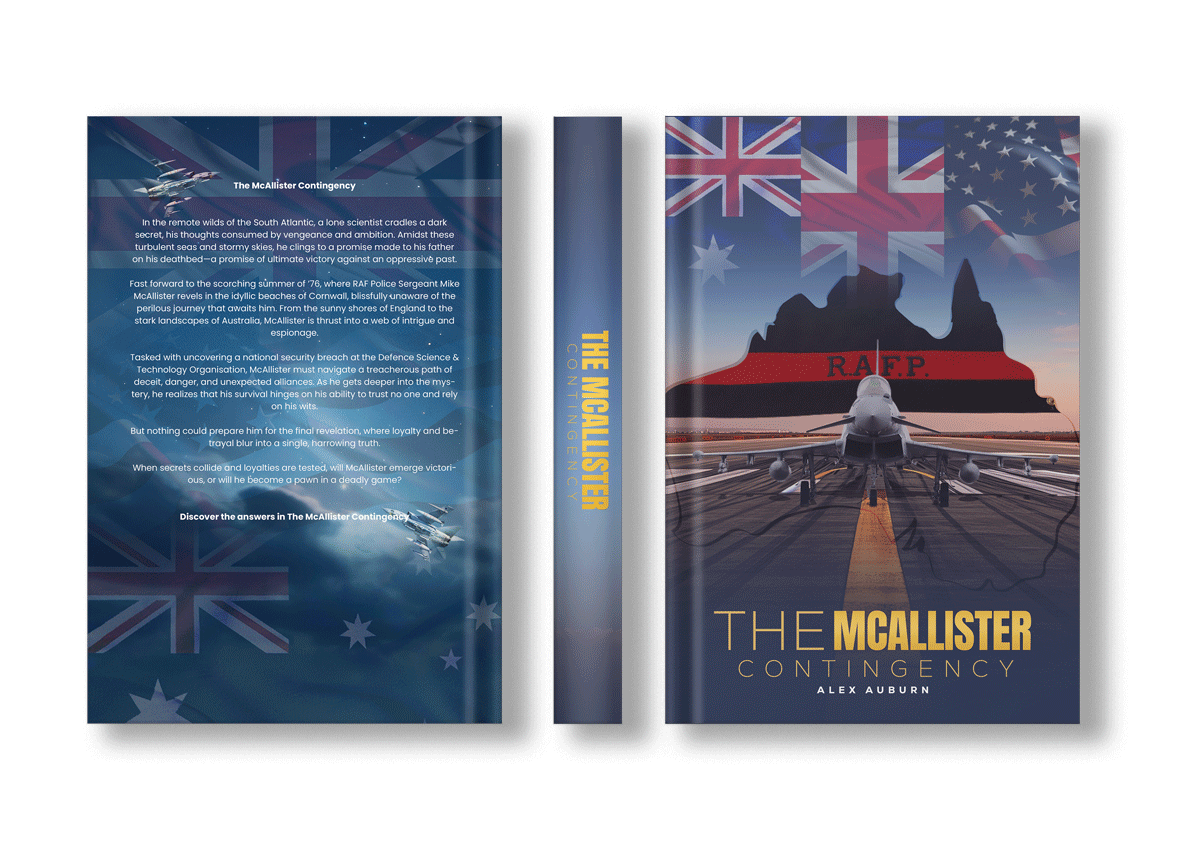 The McAllister Contingency
In the remote wilds of the South Atlantic, a lone scientist cradles a dark
secret, his thoughts consumed by vengeance and ambition. Amidst these
turbulent seas and stormy skies, he clings to a promise made to his father
on his deathbed—a promise of ultimate victory against an oppressive past.
Fast forward to the scorching summer of '76, where RAF Police Sergeant Mike
McAllister revels in the idyllic beaches of Cornwall, blissfully unaware of the
perilous journey that awaits him. From the sunny shores of England to the
stark landscapes of Australia, McAllister is thrust into a web of intrigue and
espionage.
Tasked with uncovering a national security breach at the Defence Science &
Technology Organisation, McAllister must navigate a treacherous path of
deceit, danger, and unexpected alliances. As he gets deeper into the mys-
tery, he realizes that his survival hinges on his ability to trust no one and rely
on his wits.
But nothing could prepare him for the final revelation, where loyalty and be-
trayal blur into a single, harrowing truth.
When secrets collide and loyalties are tested, will McAllister emerge victori-
ous, or will he become a pawn in a deadly game?
Discover the answers in The McAllister Contingency
THE MCALLISTER
CONTINGENCY
R.A.F.P.
THE MCALLISTER
CONTINGENCY
ALEX AUBURN